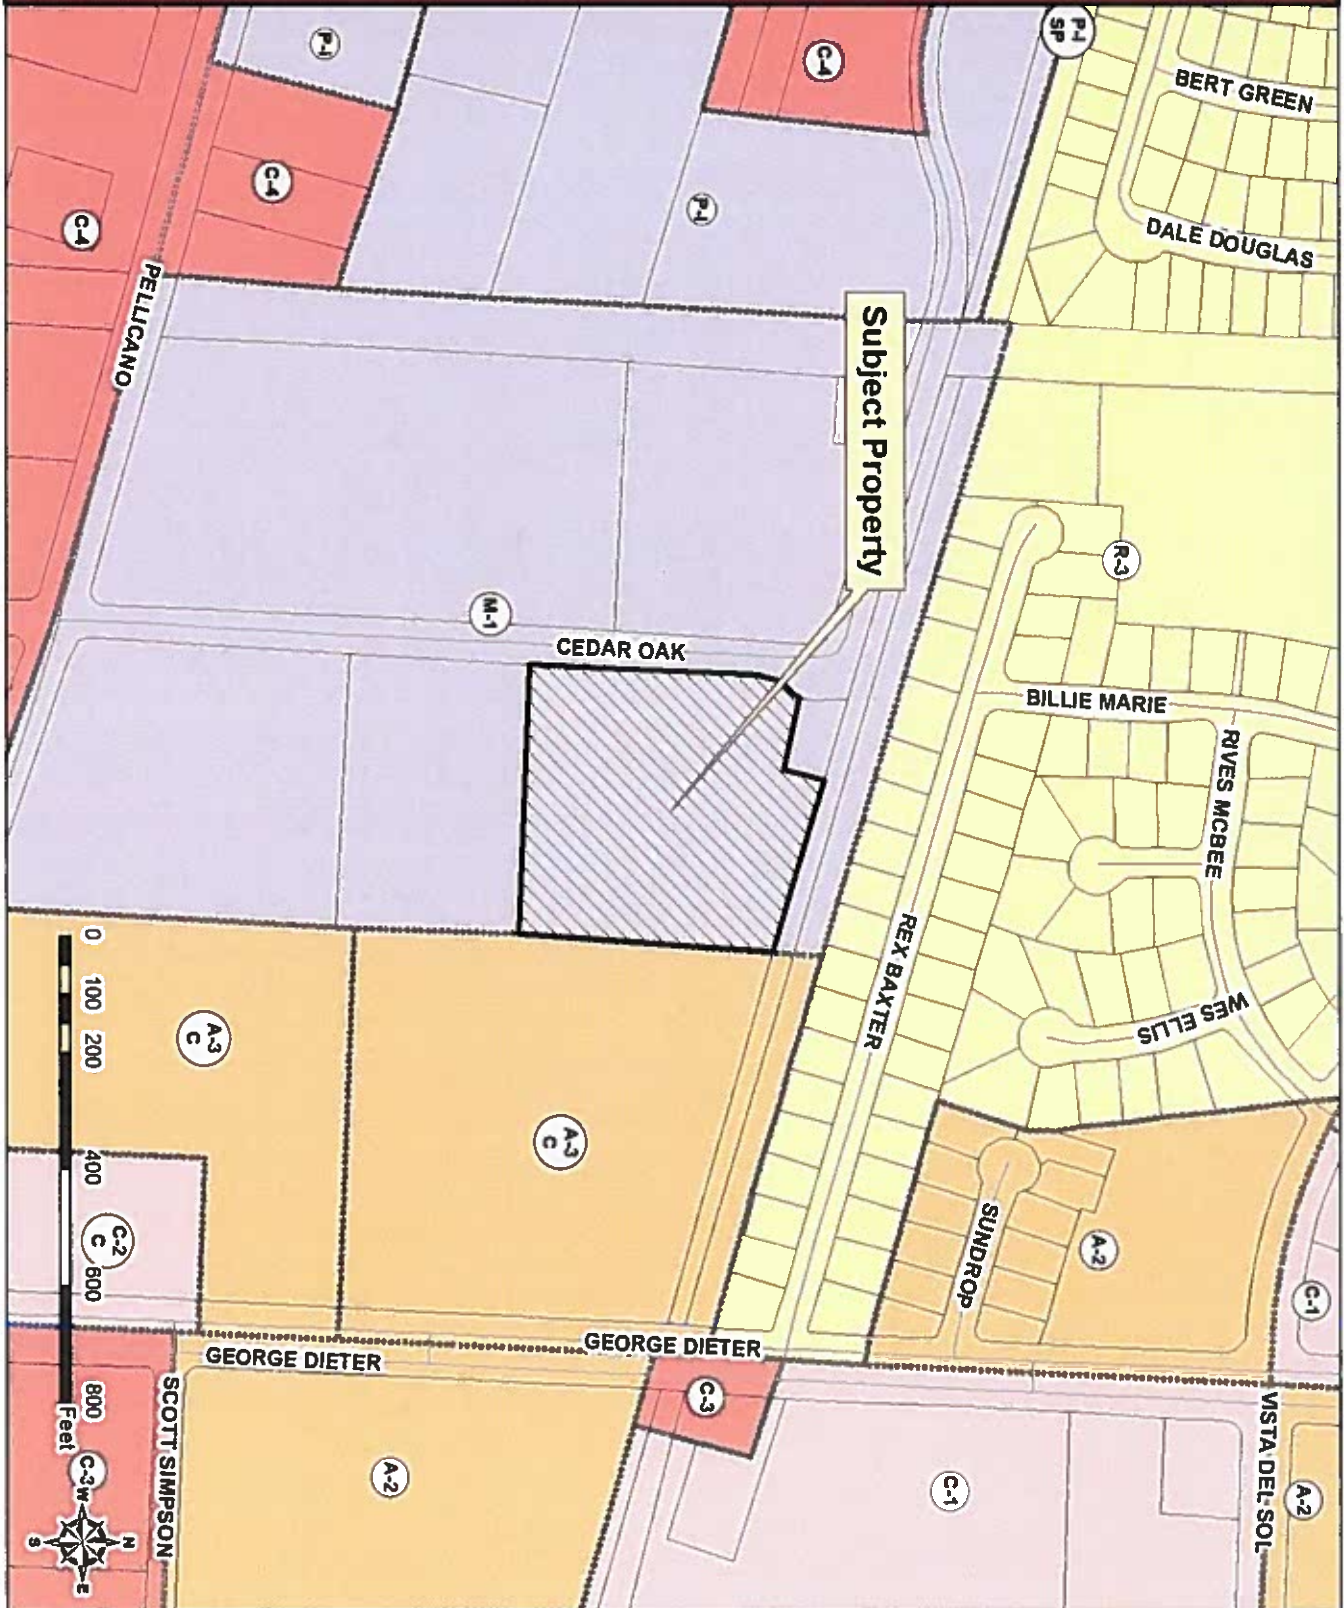 P-I
SP
BERT GREEN
DALE DOUGLAS
P-I
C-4
C-4
C-4
P-I
PELLICANO
Subject Property
R-3
M-1
CEDAR OAK
BILLIE MARIE
RIVES MCBEE
REX BAXTER
WES ELLIS
A-3
C
A-3
C
SUNDROP
A-2
C-1
C-2
C
GEORGE DIETER
GEORGE DIETER
C-3
SCOTT SIMPSON
A-2
C-1
VISTA DEL SOL
A-2
C-3
0 100 200 400 600 800
Feet
N
S
E
W